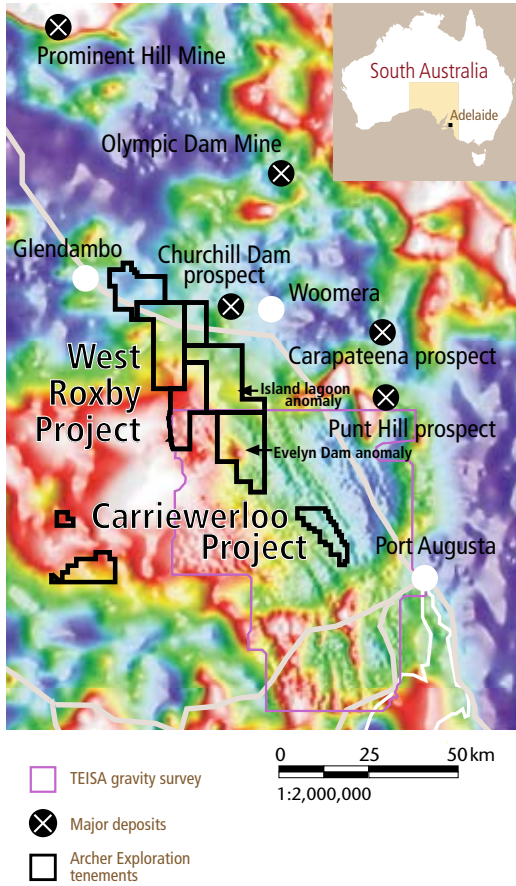 Prominent Hill Mine
South Australia
Adelaide
Olympic Dam Mine
Glendambo
Churchill Dam
prospect
Woomera
Carapateena prospect
West
Roxby
Project
Island lagoon
anomaly
Punt Hill prospect
Evelyn Dam anomaly
Carriewerloo
Project
Port Augusta
TEISA gravity survey
Major deposits
Archer Exploration
tenements
0 25 50 km
1:2,000,000